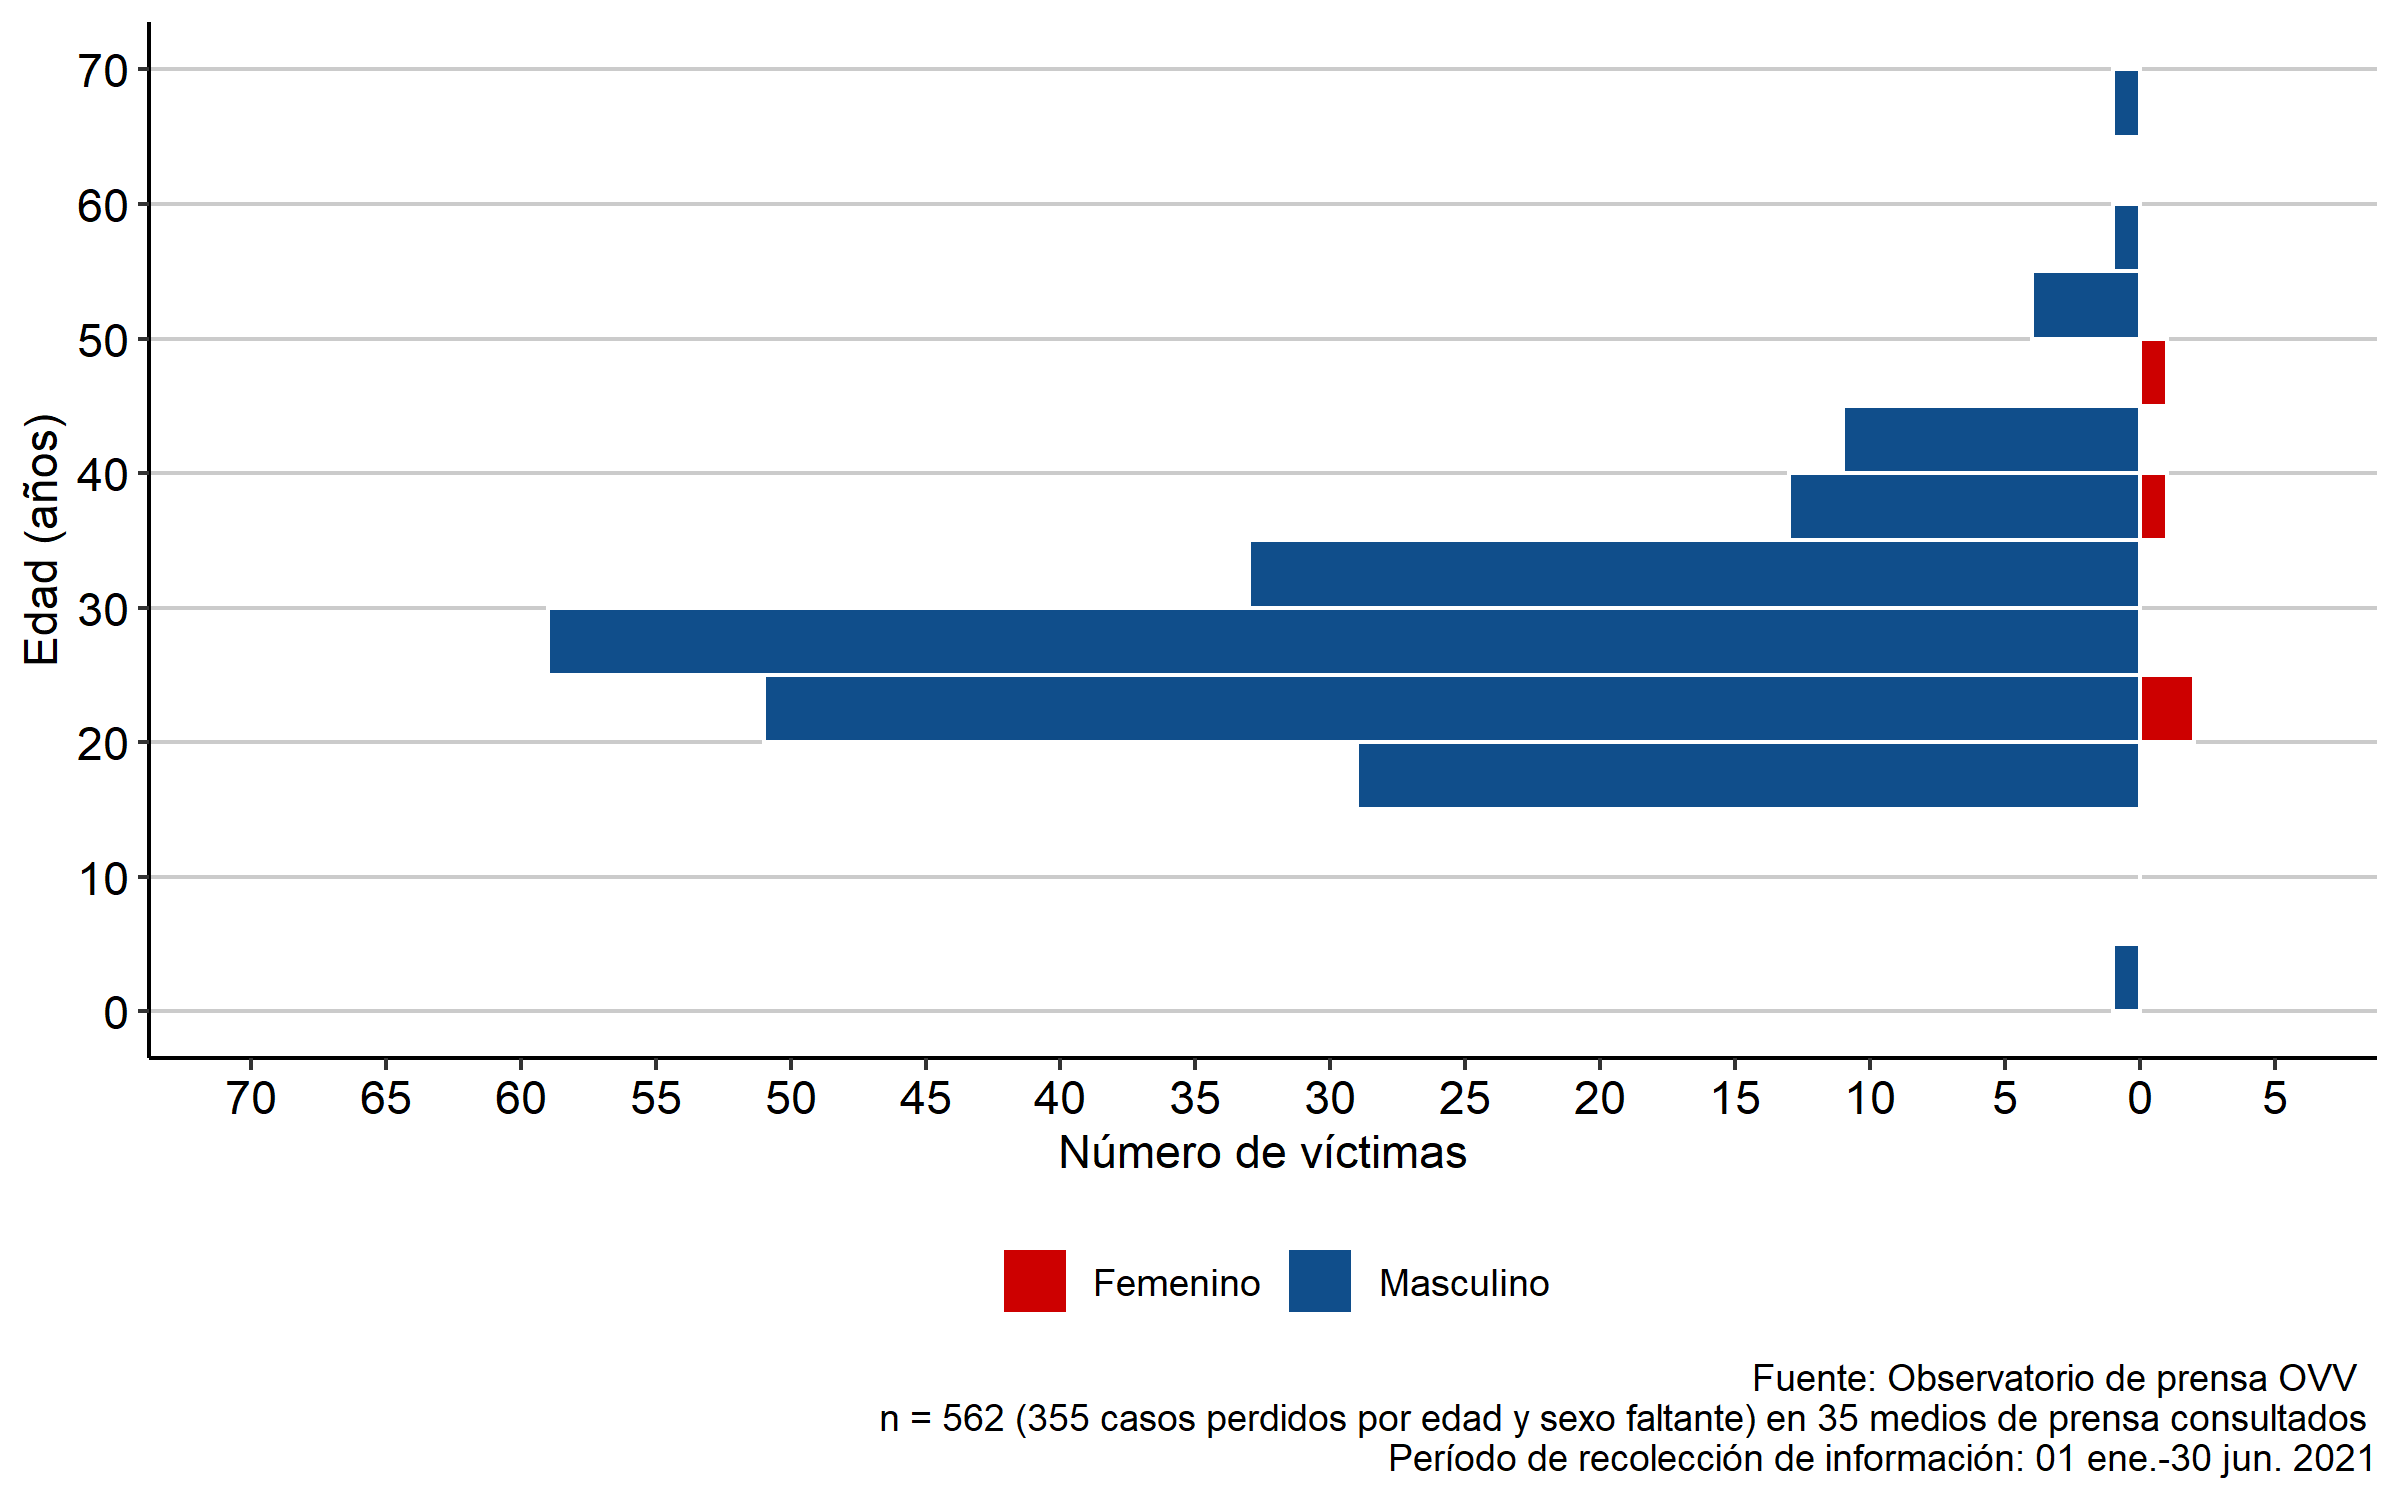 70
60
50
40
30
20
10
0
Edad (años)
70 65 60 55 50 45 40 35 30 25 20 15 10 5 0 5
Número de víctimas
Femenino Masculino
Fuente: Observatorio de prensa OVV
n = 562 (355 casos perdidos por edad y sexo faltante) en 35 medios de prensa consultados
Período de recolección de información: 01 ene.-30 jun. 2021